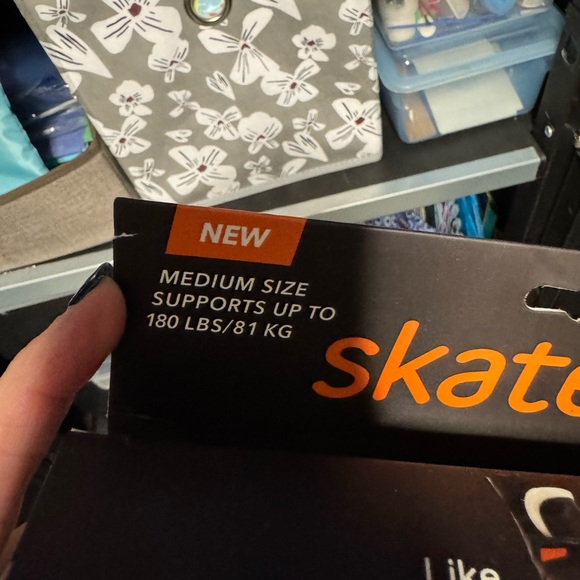 NEW
MEDIUM SIZE
SUPPORTS UP TO
180 LBS/81 KG
skate
Like